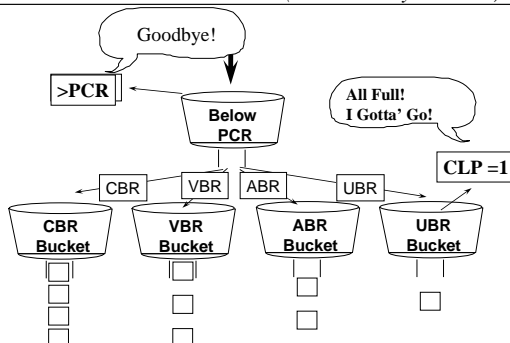 Goodbye!
>PCR
Below
PCR
All Full!
I Gotta' Go!
CLP =1
CBR
VBR
ABR
UBR
CBR
Bucket
VBR
Bucket
ABR
Bucket
UBR
Bucket